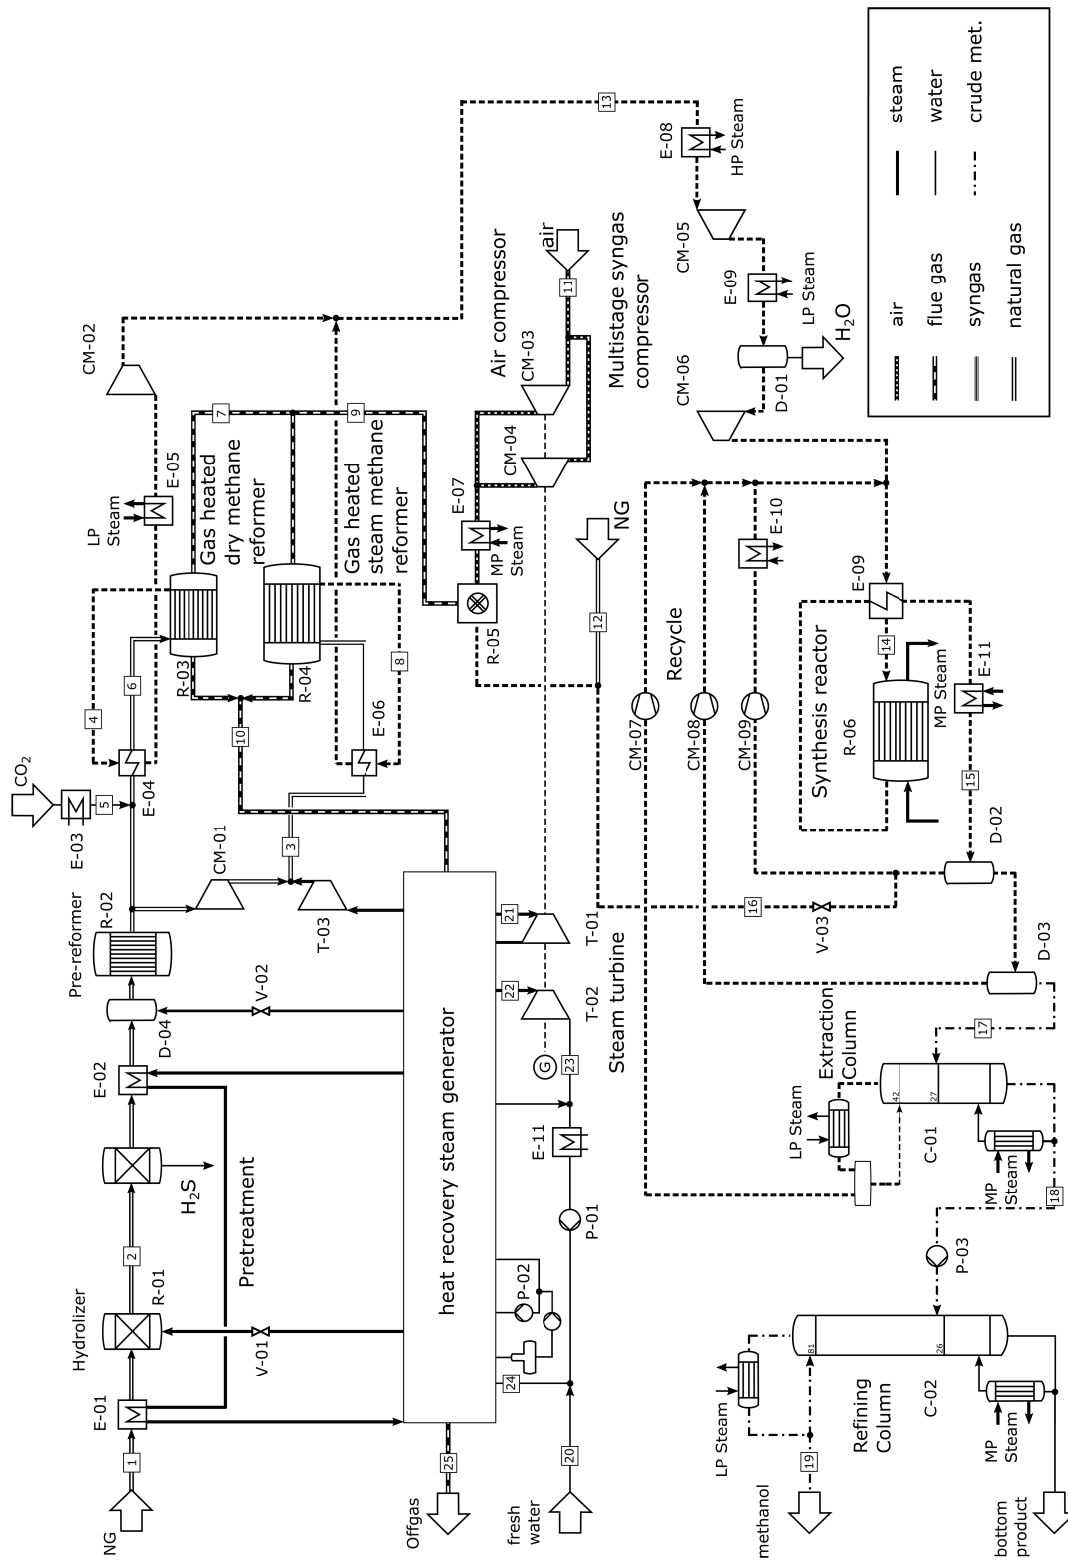 NG
1
E-01
Hydrolizer
R-01
2
H₂S
E-02
D-04
Pre-reformer
R-02
V-01
V-02
Pretreatment
CO₂
E-03
5
E-04
4
6
LP
Steam
E-05
CM-02
CM-01
T-03
3
10
R-03
R-04
E-06
8
7
9
Gas heated
dry methane
reformer
Gas heated
steam methane
reformer
heat recovery steam generator
Offgas
25
fresh
water
20
24
P-02
P-01
E-11
23
G
22
21
T-02
T-01
Steam turbine
R-05
E-07
MP
Steam
CM-04
CM-03
Air compressor
air
11
Multistage syngas
compressor
NG
12
13
E-08
HP Steam
CM-05
E-09
LP Steam
D-01
H₂O
CM-06
Recycle
CM-07
CM-08
CM-09
E-10
E-09
14
Synthesis reactor
R-06
MP Steam
E-11
15
D-02
16
V-03
D-03
17
Extraction
Column
LP Steam
42
27
C-01
MP
Steam
18
P-03
LP Steam
81
26
Refining
Column
C-02
MP
Steam
19
methanol
bottom
product
air
steam
flue gas
water
syngas
crude met.
natural gas